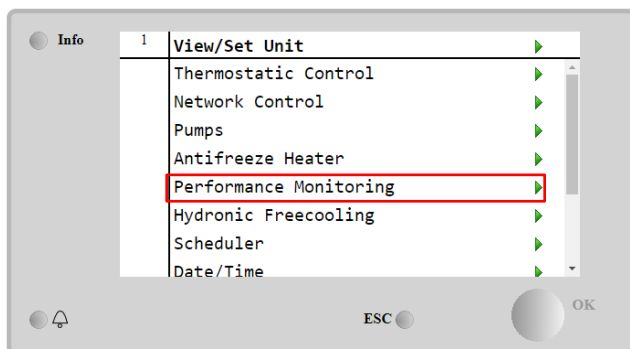 Info
1 View/Set Unit
Thermostatic Control
Network Control
Pumps
Antifreeze Heater
Performance Monitoring
Hydronic Freecooling
Scheduler
Date/Time
ESC
OK